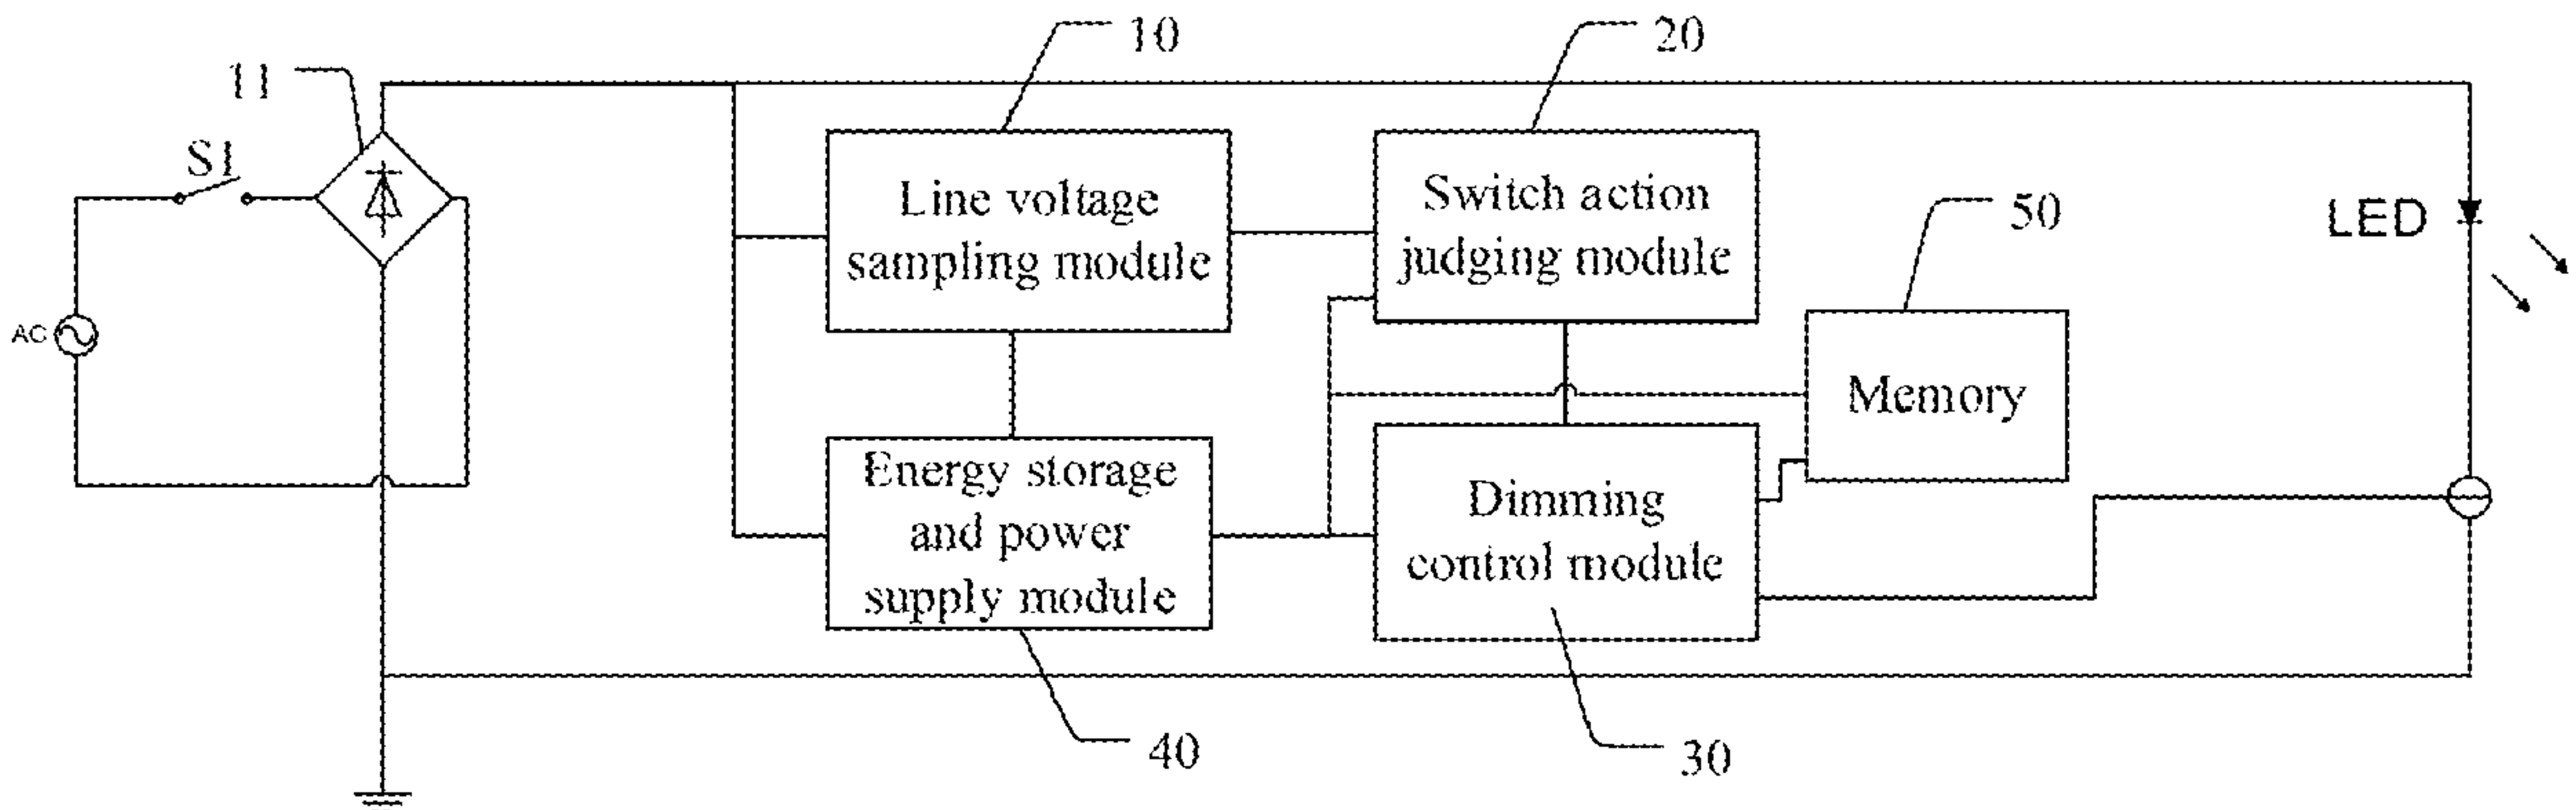 10
20
11
S1
Line voltage
sampling module
Switch action
judging module
50
LED
AC
Memory
Energy storage
and power
supply module
Dimming
control module
40
30